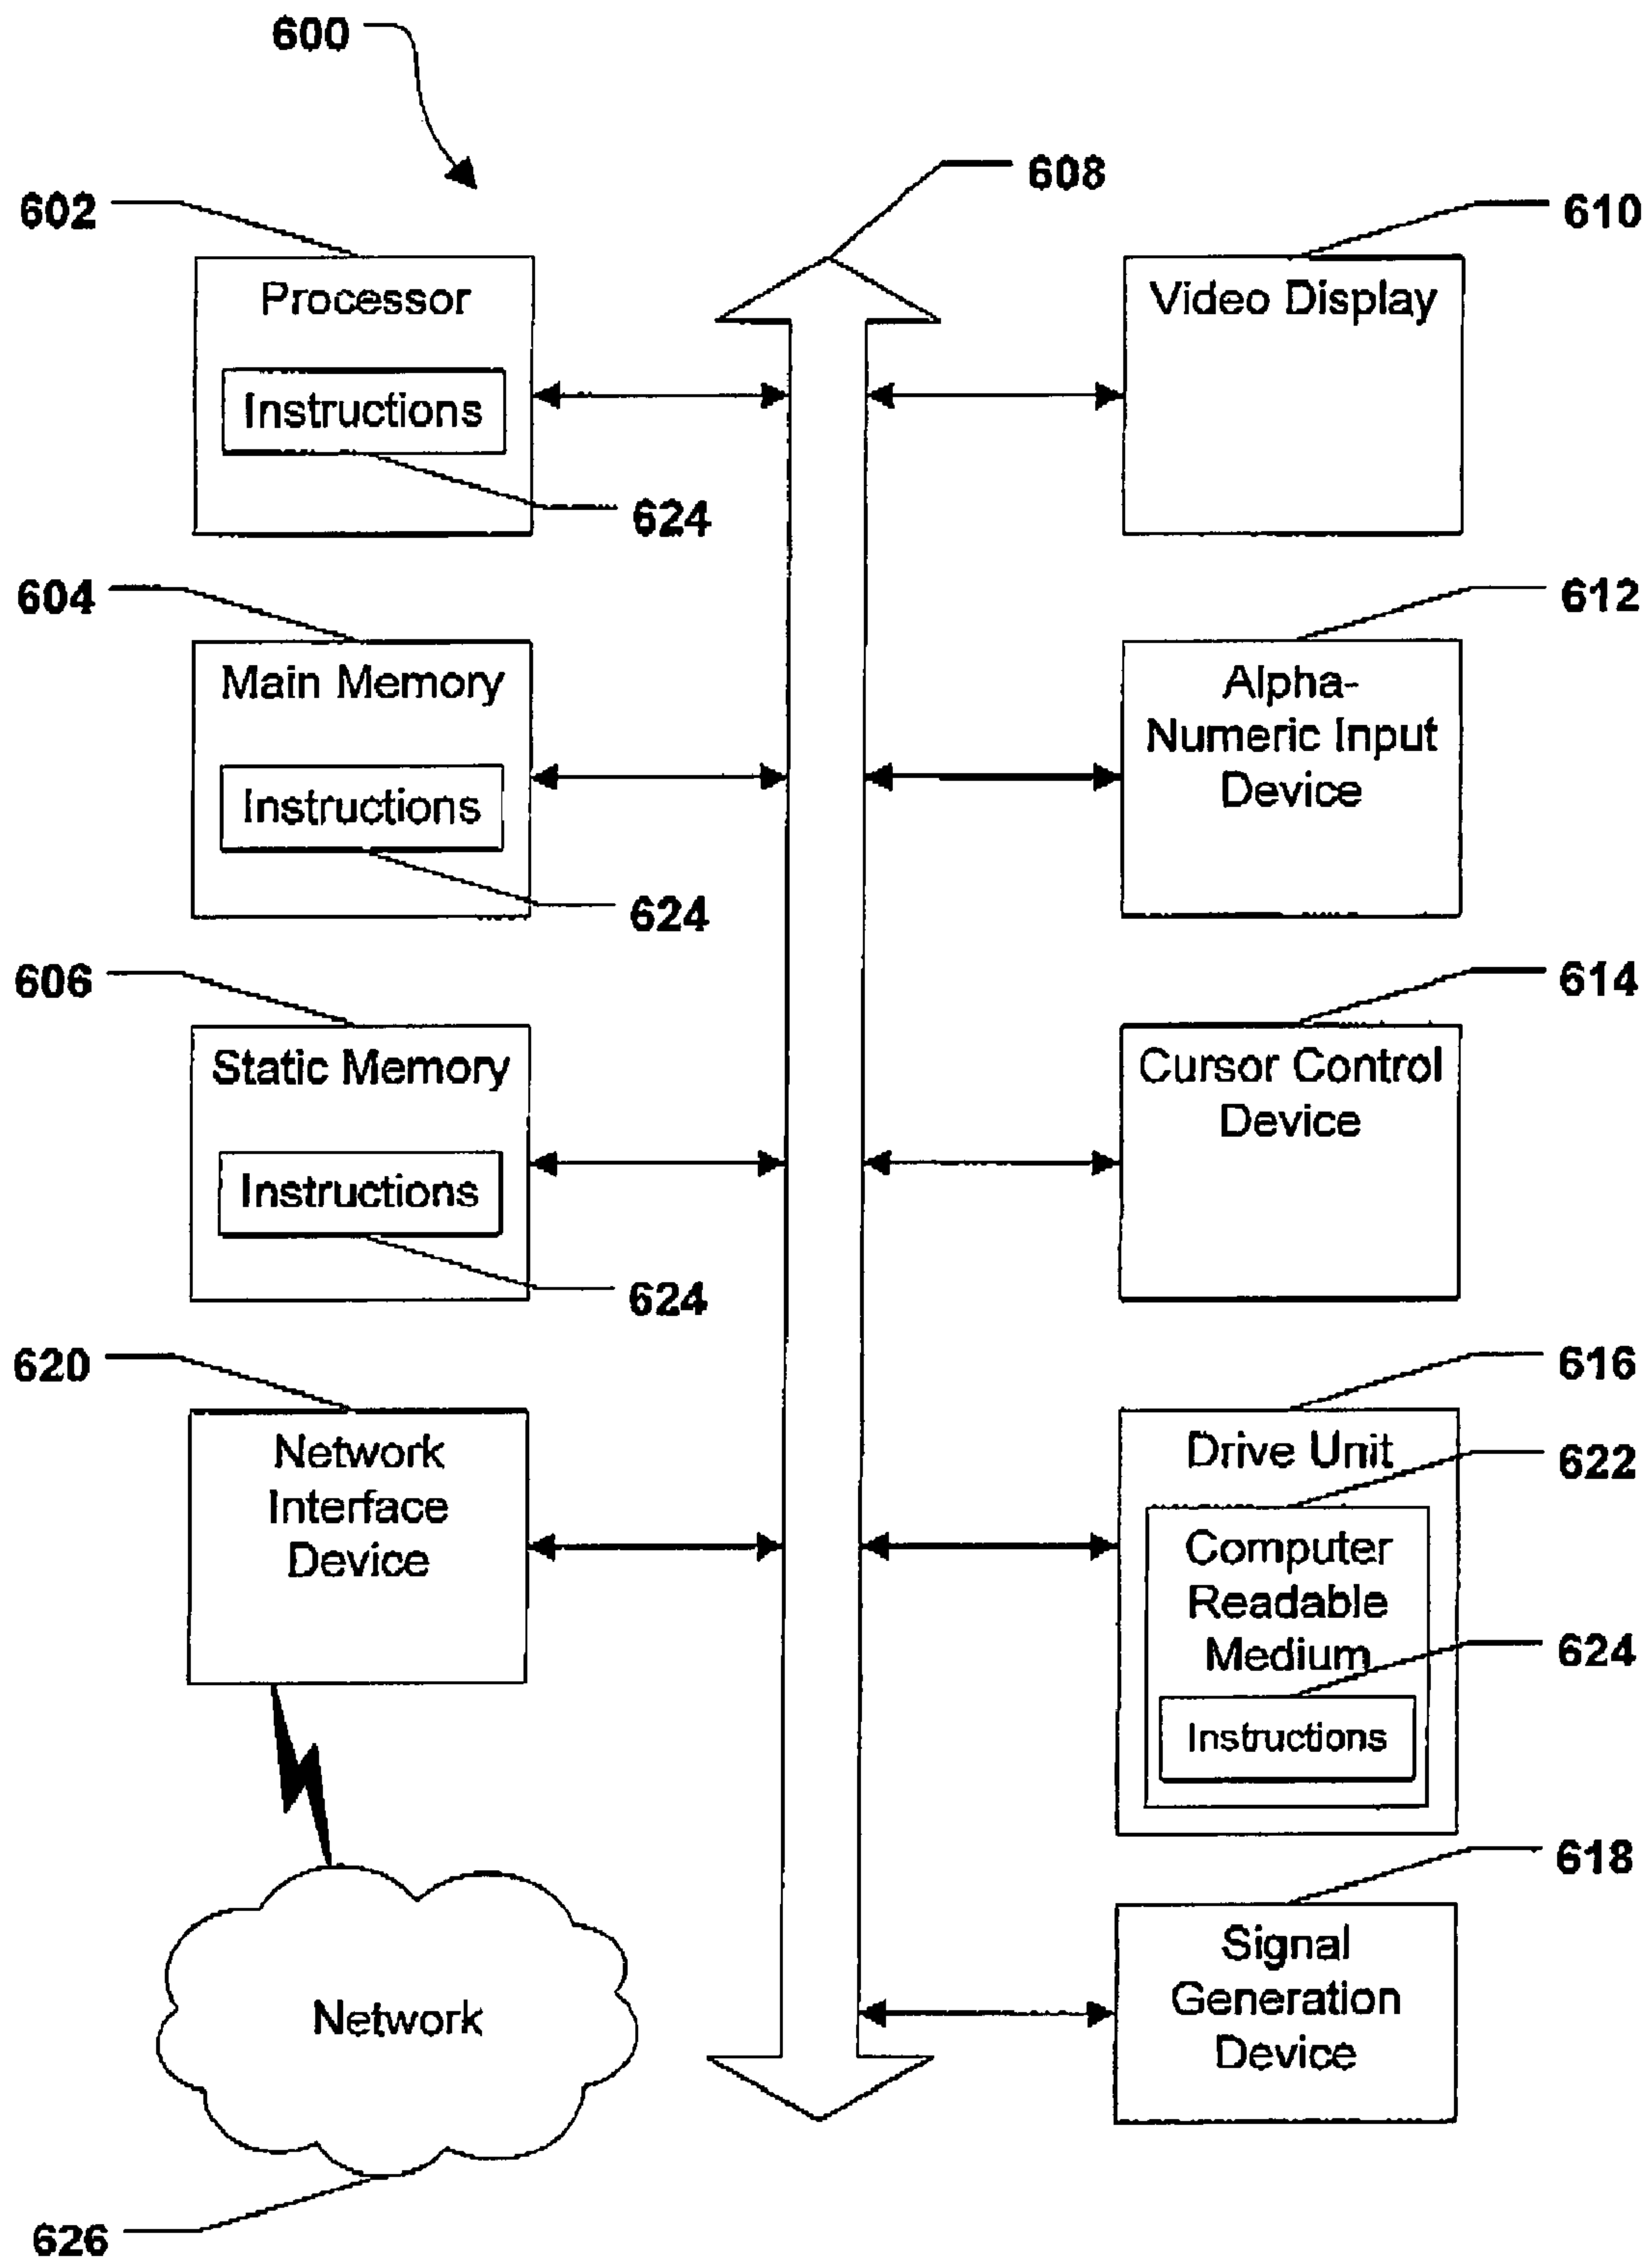 600
608
602
610
Processor
Instructions
624
Video Display
604
612
Main Memory
Instructions
624
Alpha-
Numeric Input
Device
606
614
Static Memory
Instructions
624
Cursor Control
Device
620
616
Network
Interface
Device
Drive Unit
622
Computer
Readable
Medium
624
Instructions
618
Signal
Generation
Device
Network
626